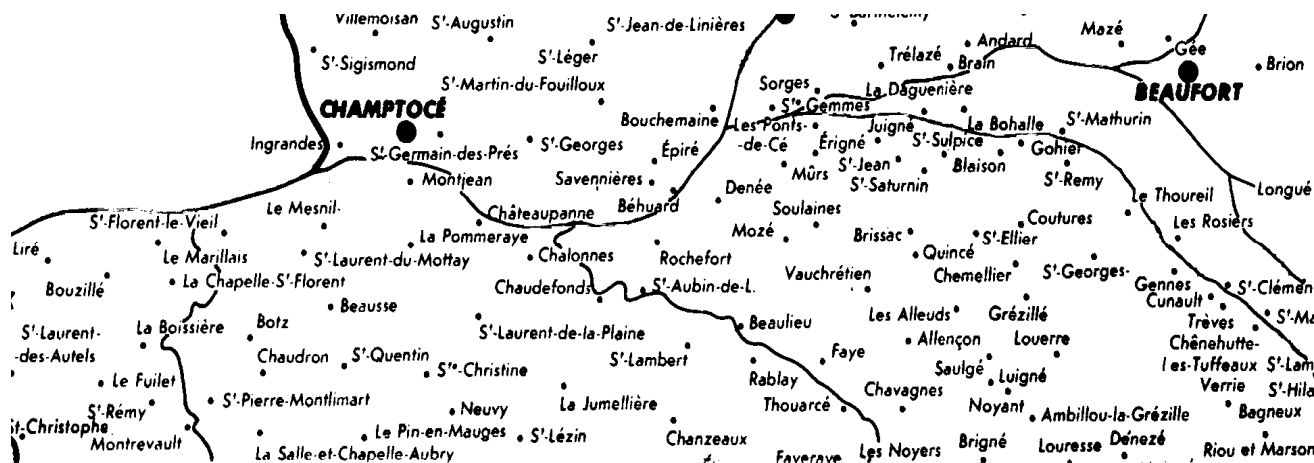 Villemoisan
S'-Augustin
S'-Jean-de-Linières
S'-Barthélemy
Mazé
Andard
Gée
S'-Sigismond
S'-Léger
Trélazé
Brain
Brion
S'-Martin-du-Fouilloux
Sorges
La Daguenière
BEAUFORT
CHAMPTOCÉ
S'ᵉ Gemmes
Bouchemaine
Les Ponts-
-de-Cé
Juigné
La Bohalle
S'-Mathurin
Ingrandes
S'-Germain-des-Prés
S'-Georges
Épiré
Érigné
S'-Sulpice
Gohier
Montjean
Savennières
Mûrs
S'-Jean
Blaison
S'-Saturnin
S'-Remy
Denée
Béhuard
Le Thoureil
Longué
Le Mesnil-
Châteaupanne
Soulaines
S'-Florent-le-Vieil
Coutures
Les Rosiers
La Pommeraye
Mozé
Brissac
S'-Ellier
Liré
Le Marillais
S'-Laurent-du-Mottay
Chalonnes
Rochefort
Quincé
Chemellier
S'-Georges-
Vauchrétien
La Chapelle-S'-Florent
Bouzillé
Chaudefonds
S'-Aubin-de-L.
Gennes
S'-Clémen
Cunault
Beausse
Les Alleuds
Grézillé
Trèves
S'-Ma
La Boissière
Botz
S'-Laurent-de-la-Plaine
Beaulieu
Allençon
Louerre
Chênehutte-
les-Tuffeaux
S'-Laurent-
-des-Autels
Chaudron
S'-Quentin
S'-Lambert
Faye
Saulgé
S'-Lam
Le Fuilet
S'ᵉ-Christine
Rablay
Luigné
Verrie
S'-Hila
Chavagnes
S'-Rémy
S'-Pierre-Montlimart
Neuvy
La Jumellière
Thouarcé
Noyant
Ambillou-la-Grézille
Bagneux
St-Christophe
Montrevault
Le Pin-en-Mauges
S'-Lézin
Chanzeaux
Les Noyers
Brigné
Louresse
Dénezé
Riou et Marson
La Salle-et-Chapelle-Aubry
Faveraye